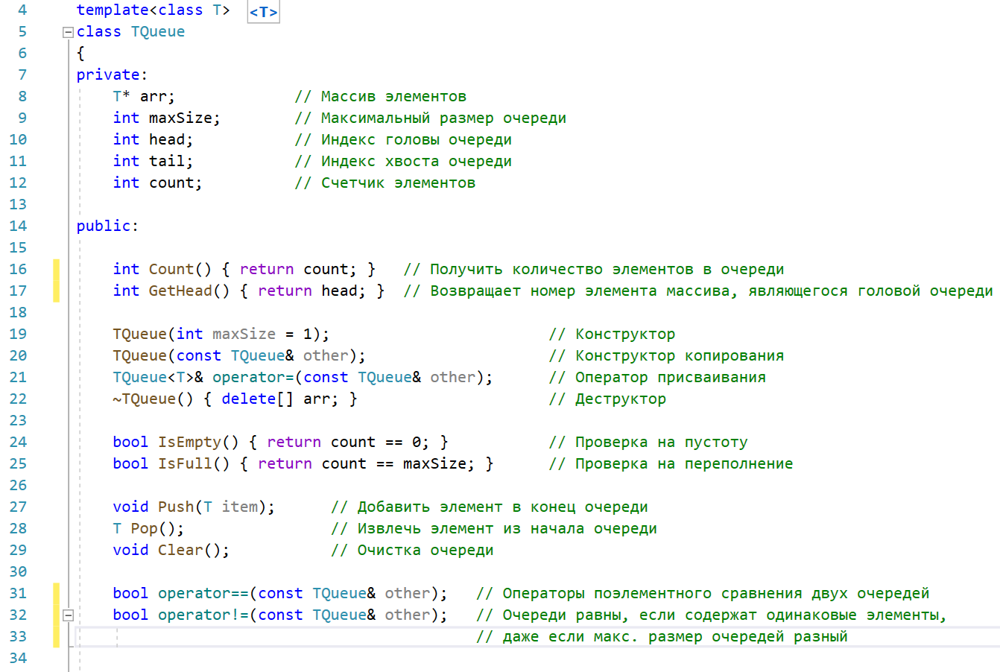 4 template<class T> <T>
5 class TQueue
6 {
7 private:
8 T* arr; // Массив элементов
9 int maxSize; // Максимальный размер очереди
10 int head; // Индекс головы очереди
11 int tail; // Индекс хвоста очереди
12 int count; // Счетчик элементов
13
14 public:
15
16 int Count() { return count; } // Получить количество элементов в очереди
17 int GetHead() { return head; } // Возвращает номер элемента массива, являющегося головой очереди
18
19 TQueue(int maxSize = 1); // Конструктор
20 TQueue(const TQueue& other); // Конструктор копирования
21 TQueue<T>& operator=(const TQueue& other); // Оператор присваивания
22 ~TQueue() { delete[] arr; } // Деструктор
23
24 bool IsEmpty() { return count == 0; } // Проверка на пустоту
25 bool IsFull() { return count == maxSize; } // Проверка на переполнение
26
27 void Push(T item); // Добавить элемент в конец очереди
28 T Pop(); // Извлечь элемент из начала очереди
29 void Clear(); // Очистка очереди
30
31 bool operator==(const TQueue& other); // Операторы поэлементного сравнения двух очередей
32 bool operator!=(const TQueue& other); // Очереди равны, если содержат одинаковые элементы,
33 // даже если макс. размер очередей разный
34